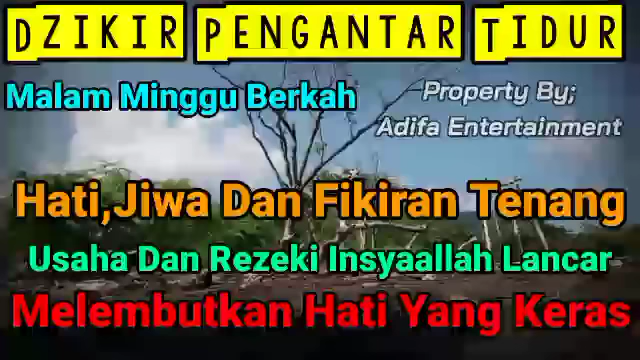 DZIKIR PENGANTAR TIDUR
Malam Minggu Berkah
Property By;
Adifa Entertainment
Hati,Jiwa Dan Fikiran Tenang
Usaha Dan Rezeki Insyaallah Lancar
Melembutkan Hati Yang Keras